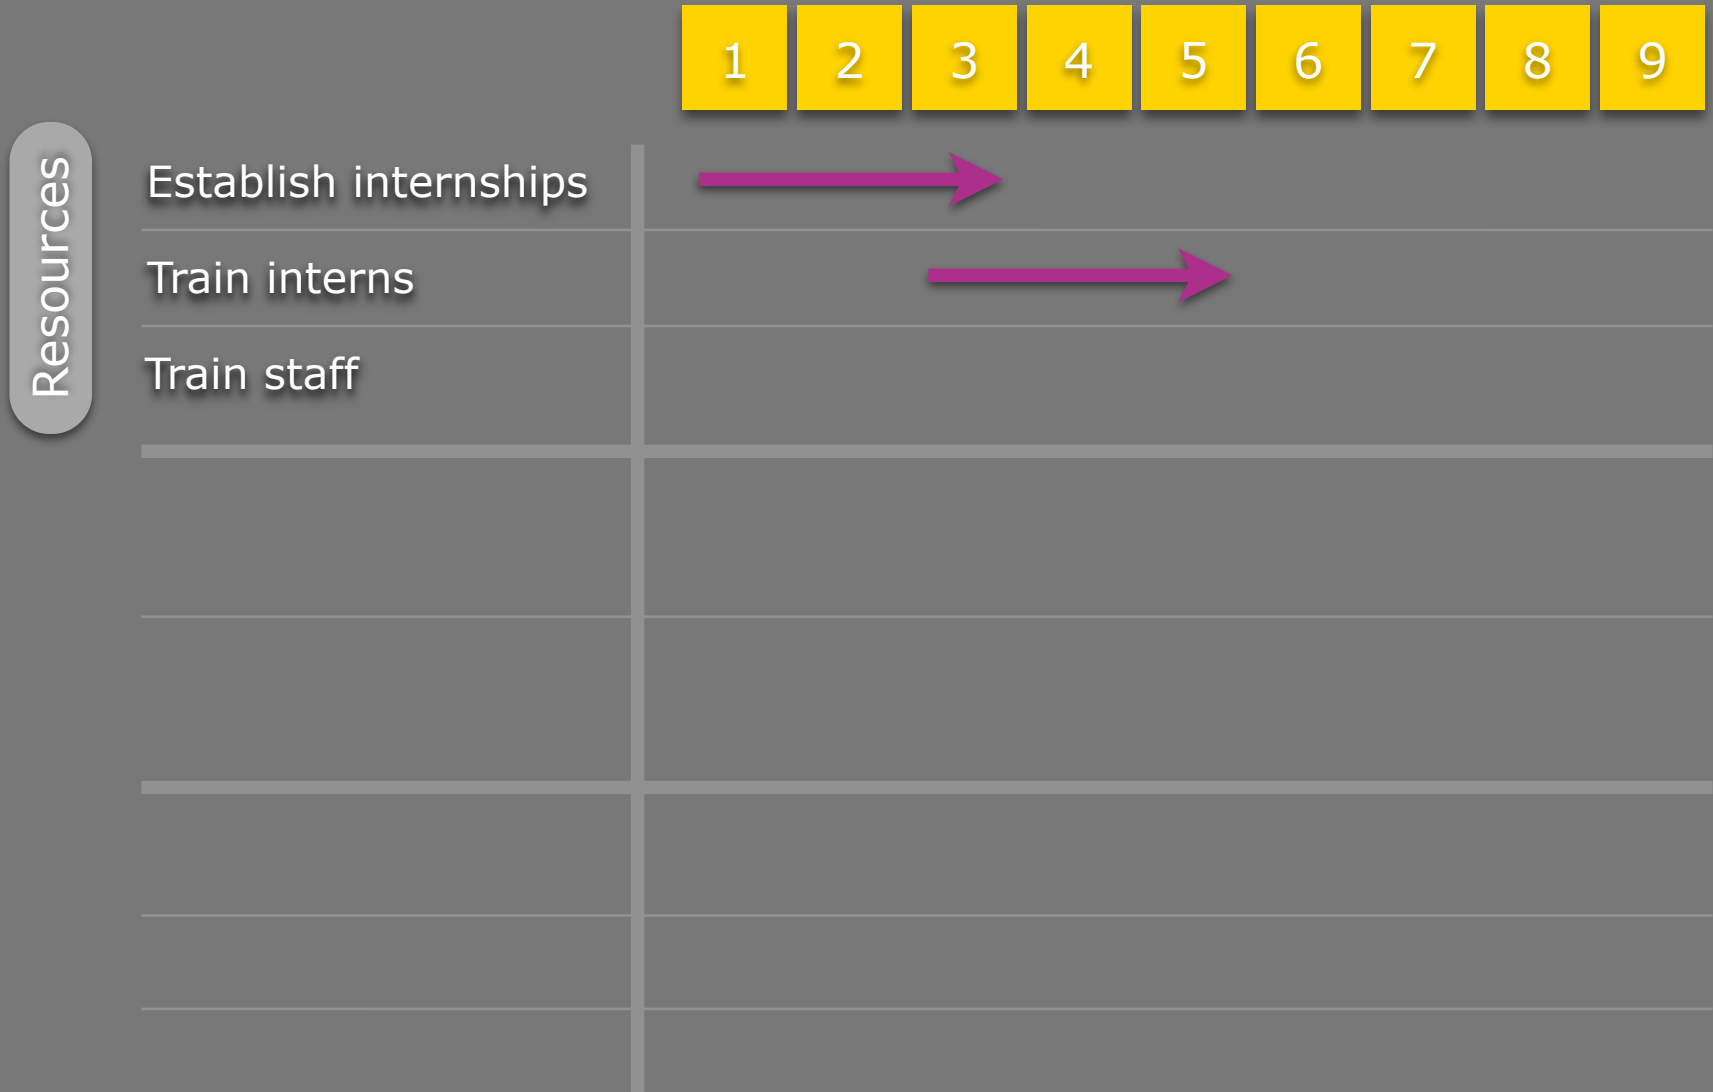 1 2 3 4 5 6 7 8 9
Resources
Establish internships
Train interns
Train staff